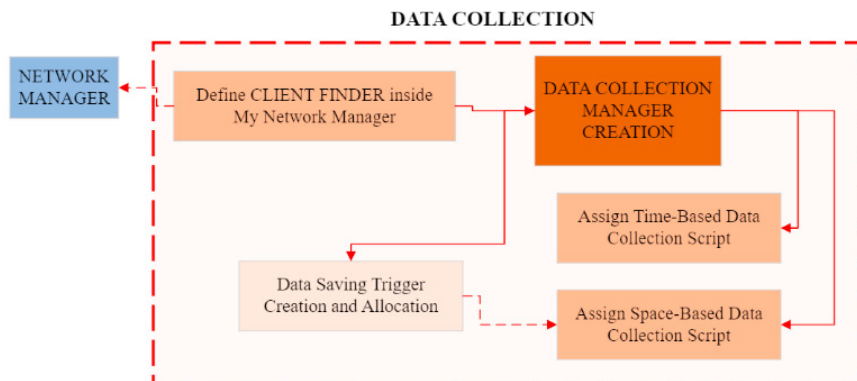 DATA COLLECTION
NETWORK
MANAGER
Define CLIENT FINDER inside
My Network Manager
DATA COLLECTION
MANAGER
CREATION
Assign Time-Based Data
Collection Script
Data Saving Trigger
Creation and Allocation
Assign Space-Based Data
Collection Script